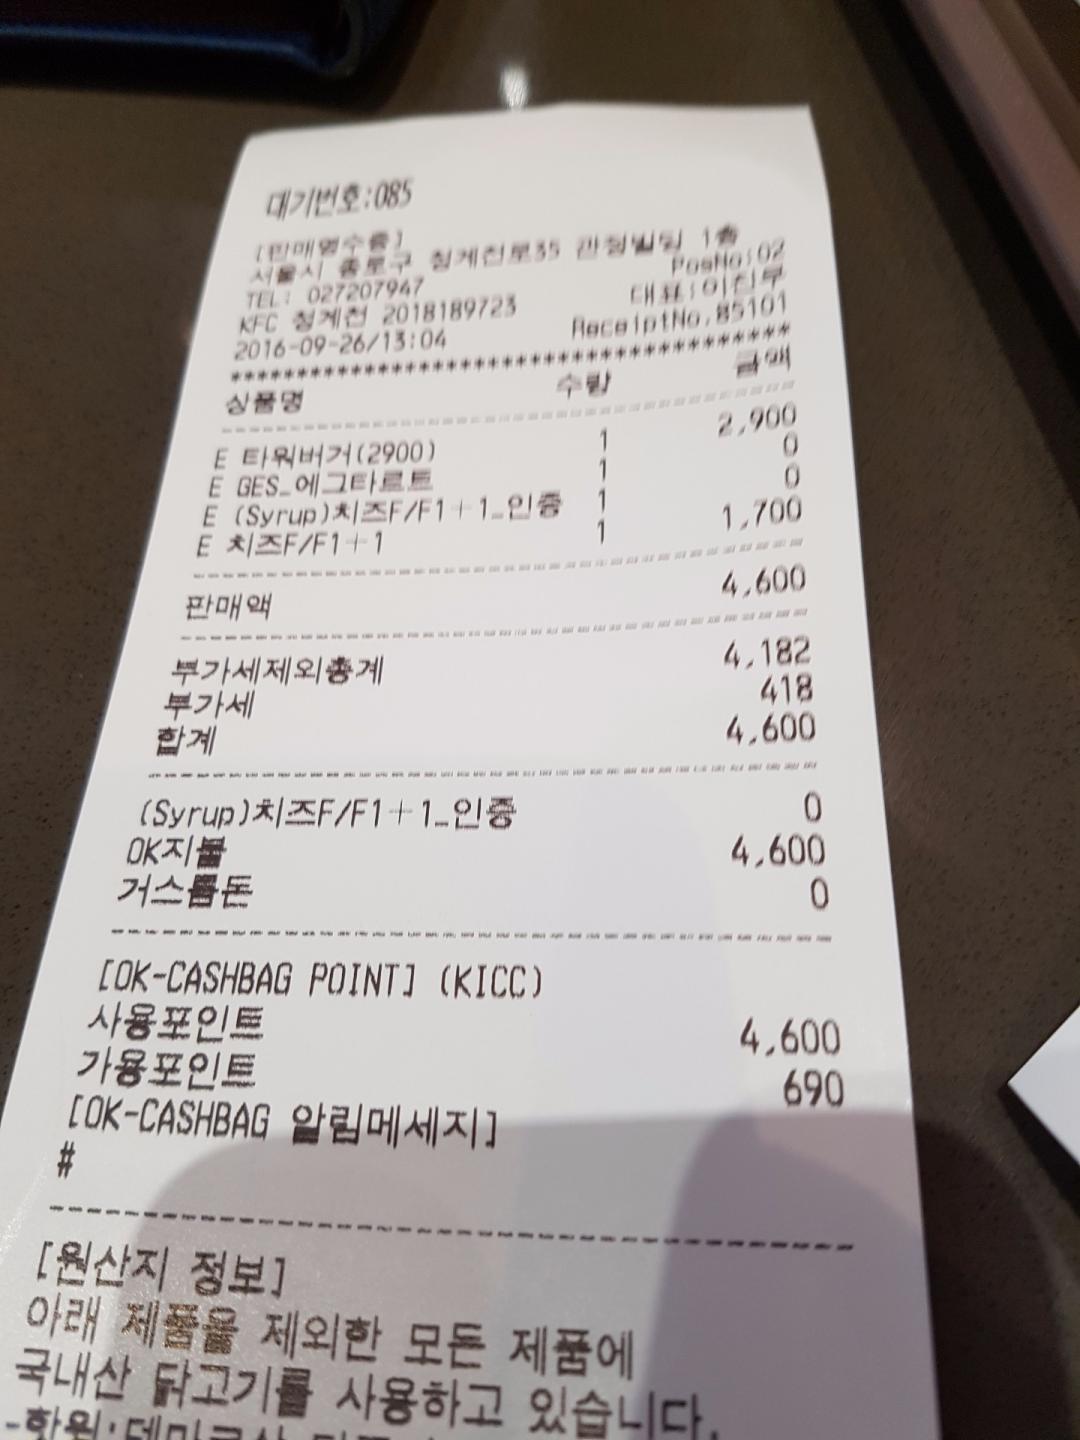 대기번호:085
[판매영수증]
서울시 종로구 청계천로35 관정빌딩 1층
TEL: 027207947 PosNo:02
KFC 청계천 2018189723 대표:이진무
2016-09-26/13:04 ReceiptNo.85101
****************************************
상품명 수량 금액
E 타워버거(2900) 1 2,900
E GES_에그타르트 1 0
E (Syrup)치즈F/F1+1_인증 1 0
E 치즈F/F1+1 1 1,700
판매액 4,600
부가세제외총계 4,182
부가세 418
합계 4,600
(Syrup)치즈F/F1+1_인증 0
OK지불 4,600
거스름돈 0
[OK-CASHBAG POINT] (KICC)
사용포인트 4,600
가용포인트 690
[OK-CASHBAG 알림메세지]
#
[원산지 정보]
아래 제품을 제외한 모든 제품에
국내산 닭고기를 사용하고 있습니다.
-핫윙:덴마크산